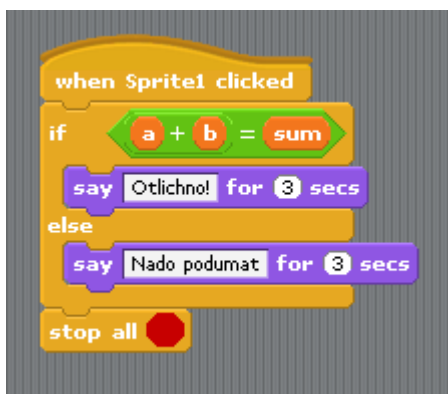 when Sprite1 clicked
if a + b = sum
say Otlichno! for 3 secs
else
say Nado podumat for 3 secs
stop all